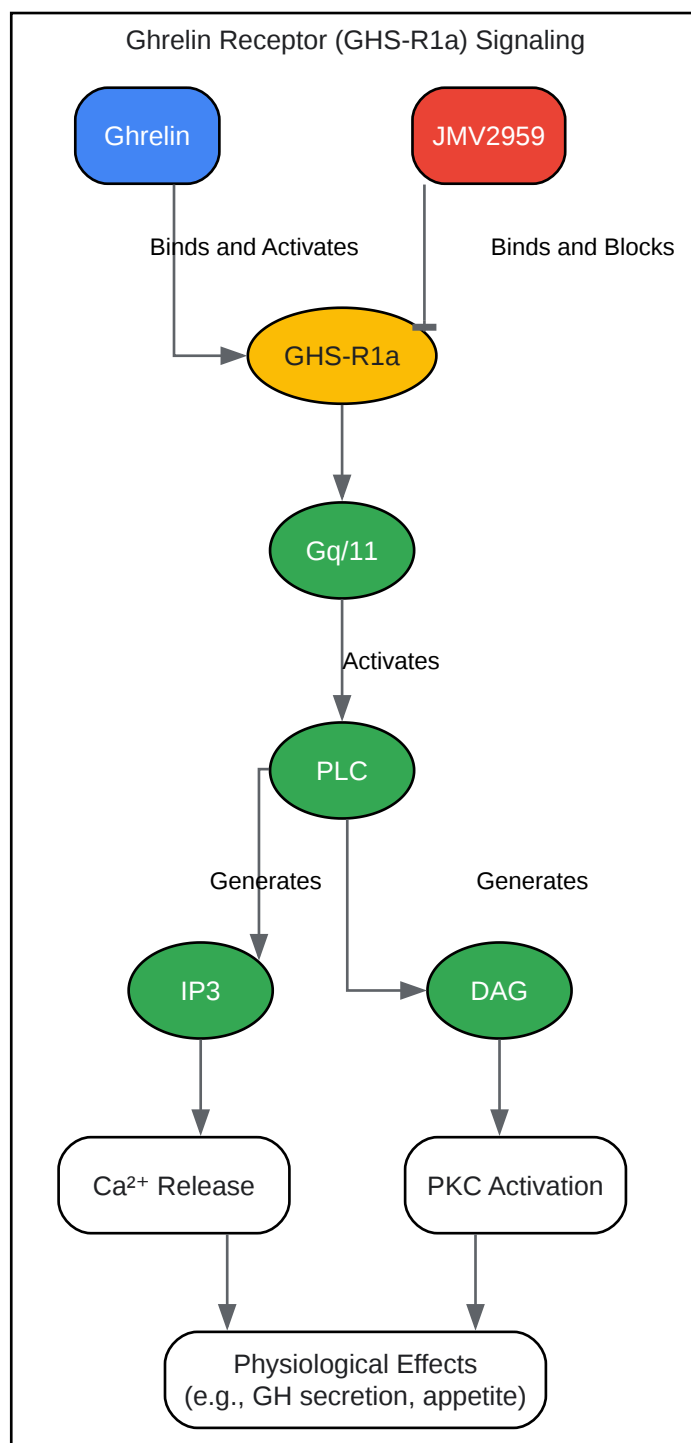 Ghrelin Receptor (GHS-R1a) Signaling
Ghrelin
JMV2959
Binds and Activates
Binds and Blocks
GHS-R1a
Gq/11
Activates
PLC
Generates
Generates
IP3
DAG
Ca²⁺ Release
PKC Activation
Physiological Effects
(e.g., GH secretion, appetite)